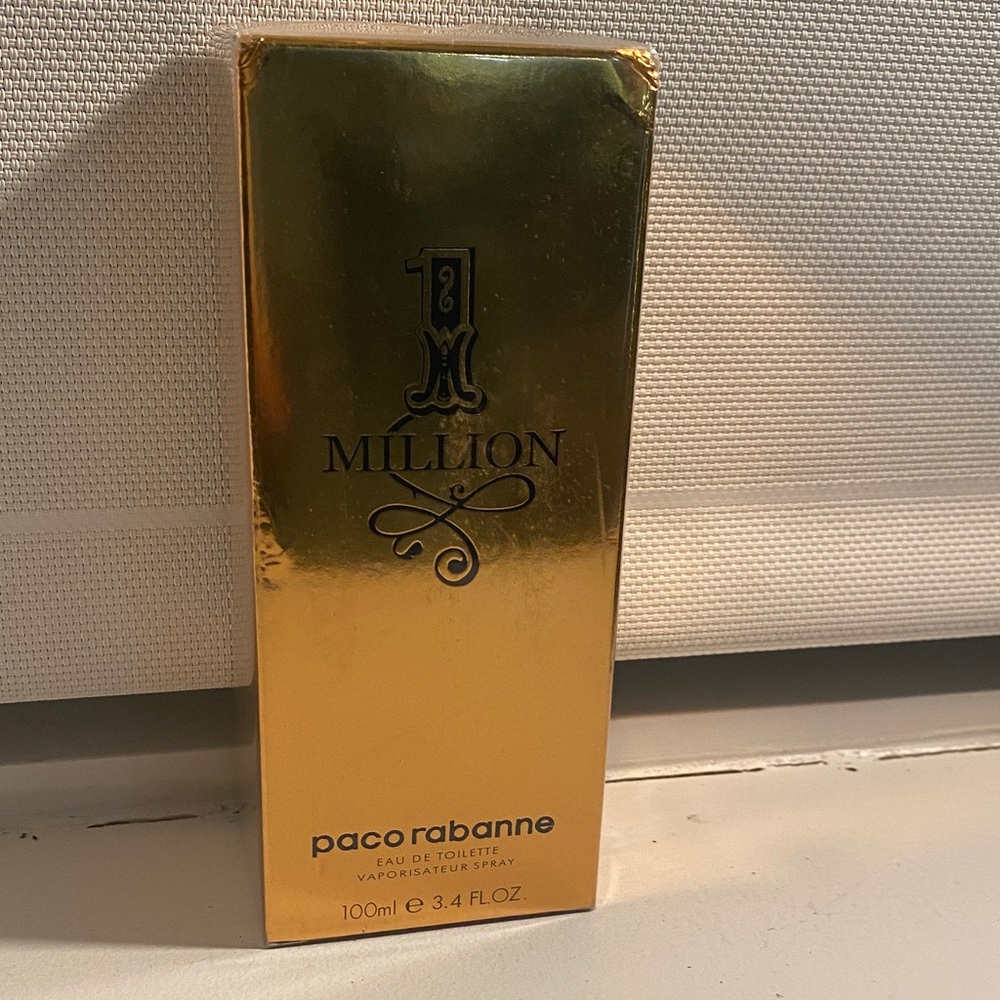 1
MILLION
paco rabanne
EAU DE TOILETTE
VAPORISATEUR SPRAY
100ml e 3.4 FL.OZ.